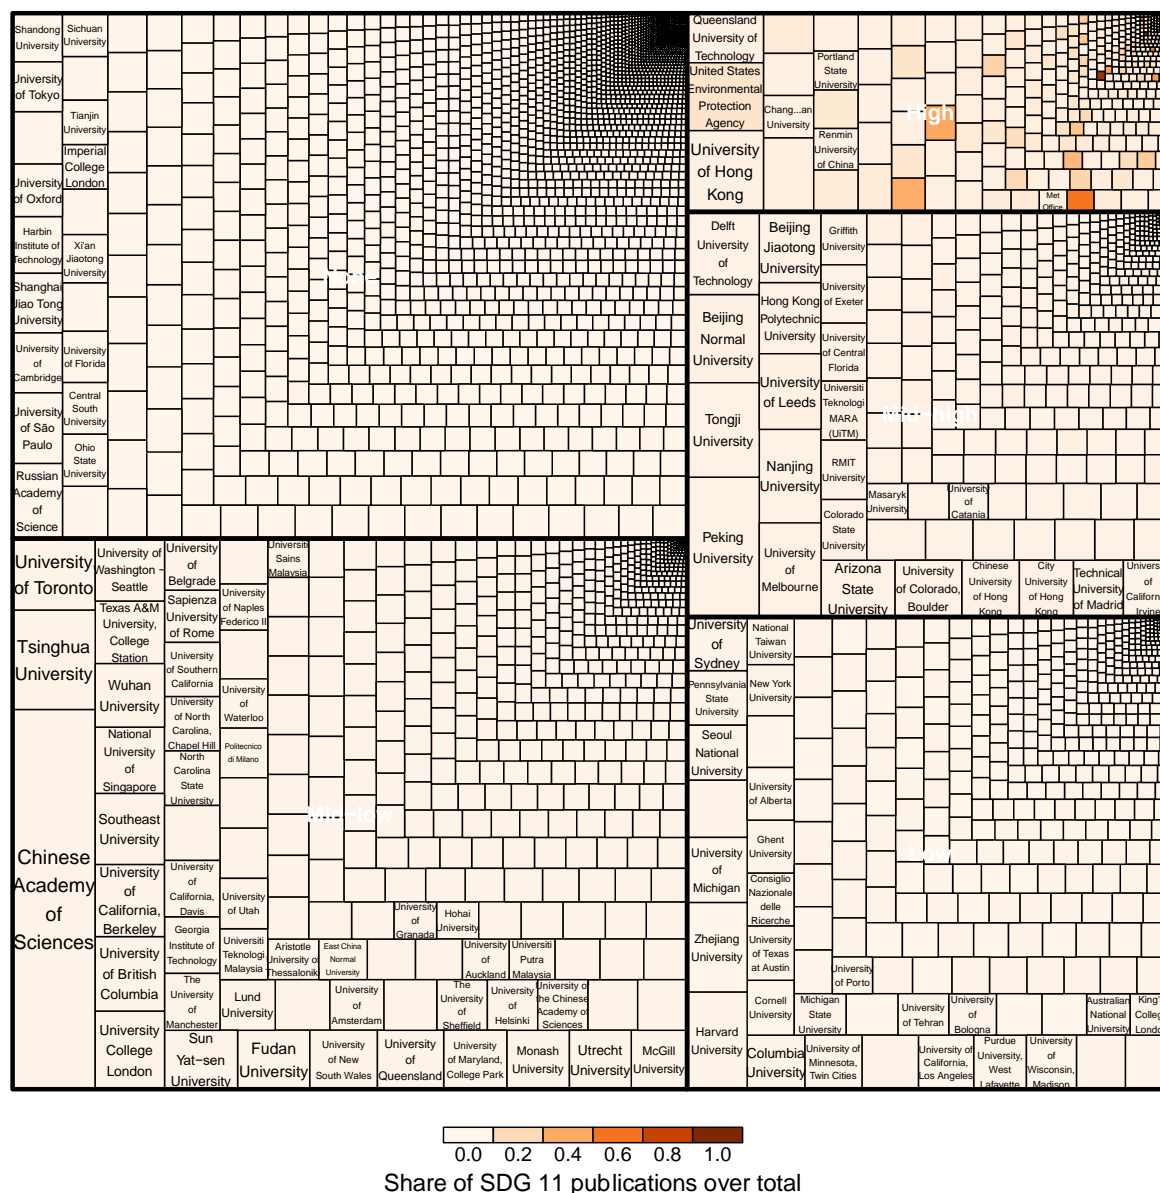 Shandong
University
Sichuan
University
University
of Tokyo
Tianjin
University
Imperial
College
London
University
of Oxford
Harbin
Institute of
Technology
Xi'an
Jiaotong
University
Shanghai
Jiao Tong
University
University
of
Cambridge
University
of Florida
Central
South
University
University
of São
Paulo
Ohio
State
University
Russian
Academy
of
Science
Queensland
University of
Technology
United States
Environmental
Protection
Agency
University
of Hong
Kong
Portland
State
University
Chang...an
University
Renmin
University
of China
High
Met
Office
Delft
University
of
Technology
Beijing
Jiaotong
University
Griffith
University
Beijing
Normal
University
Hong Kong
Polytechnic
University
University
of Exeter
University
of Central
Florida
Tongji
University
University
of Leeds
Universiti
Teknologi
MARA
(UiTM)
Mid-high
Nanjing
University
RMIT
University
Masaryk
University
University
of
Catania
Colorado
State
University
Peking
University
University
of
Melbourne
Arizona
State
University
University
of Colorado,
Boulder
Chinese
University
of Hong
Kong
City
University
of Hong
Kong
Technical
University
of Madrid
University
of Toronto
Tsinghua
University
Chinese
Academy
of
Sciences
University of
Washington −
Seattle
Texas A&M
University,
College
Station
Wuhan
University
National
University
of
Singapore
Southeast
University
University
of
California,
Berkeley
University
of British
Columbia
University
College
London
University
of
Belgrade
Sapienza
University
of Rome
University
of Southern
California
University
of North
Carolina,
Chapel Hill
North
Carolina
State
University
University
of
California,
Davis
Georgia
Institute of
Technology
The
University
of
Manchester
Sun
Yat−sen
University
Universiti
Sains
Malaysia
University
of Naples
Federico II
University
of
Waterloo
Politecnico
di Milano
Mid-low
University
of Utah
Universiti
Teknologi
Malaysia
Lund
University
Fudan
University
University
of
Granada
Hohai
University
Aristotle
University of
Thessaloniki
East China
Normal
University
University
of
Auckland
Universiti
Putra
Malaysia
University
of
Amsterdam
The
University
of
Sheffield
University
of
Helsinki
University of
the Chinese
Academy of
Sciences
University
of New
South Wales
University
of
Queensland
University
of Maryland,
College Park
Monash
University
Utrecht
University
McGill
University
University
of
Sydney
National
Taiwan
University
Pennsylvania
State
University
New York
University
Seoul
National
University
University
of Alberta
University
of
Michigan
Ghent
University
Low
Consiglio
Nazionale
delle
Ricerche
Zhejiang
University
University
of Texas
at Austin
University
of Porto
Harvard
University
Cornell
University
Michigan
State
University
University
of Tehran
University
of
Bologna
Australian
National
University
Columbia
University
University of
Minnesota,
Twin Cities
University of
California,
Los Angeles
Purdue
University,
West
Lafayette
University
of
Wisconsin,
Madison
0.0 0.2 0.4 0.6 0.8 1.0
Share of SDG 11 publications over total